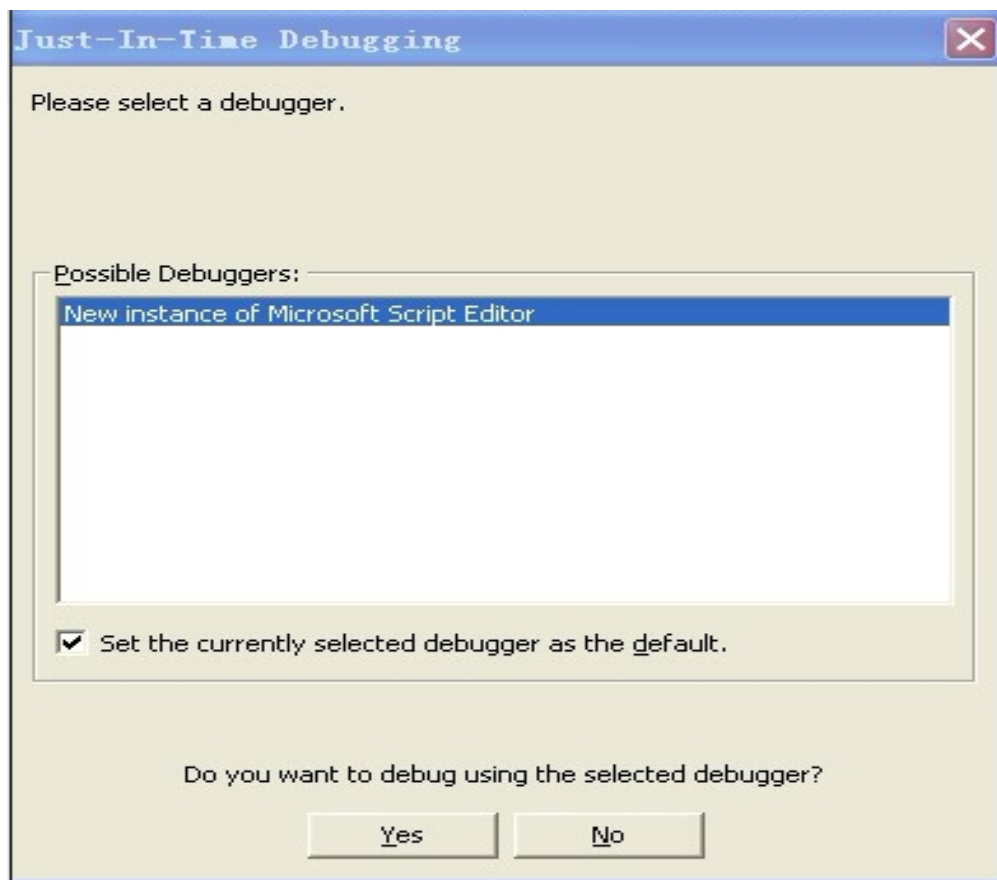 Just-In-Time Debugging
Please select a debugger.
Possible Debuggers:
New instance of Microsoft Script Editor
Set the currently selected debugger as the default.
Do you want to debug using the selected debugger?
Yes
No